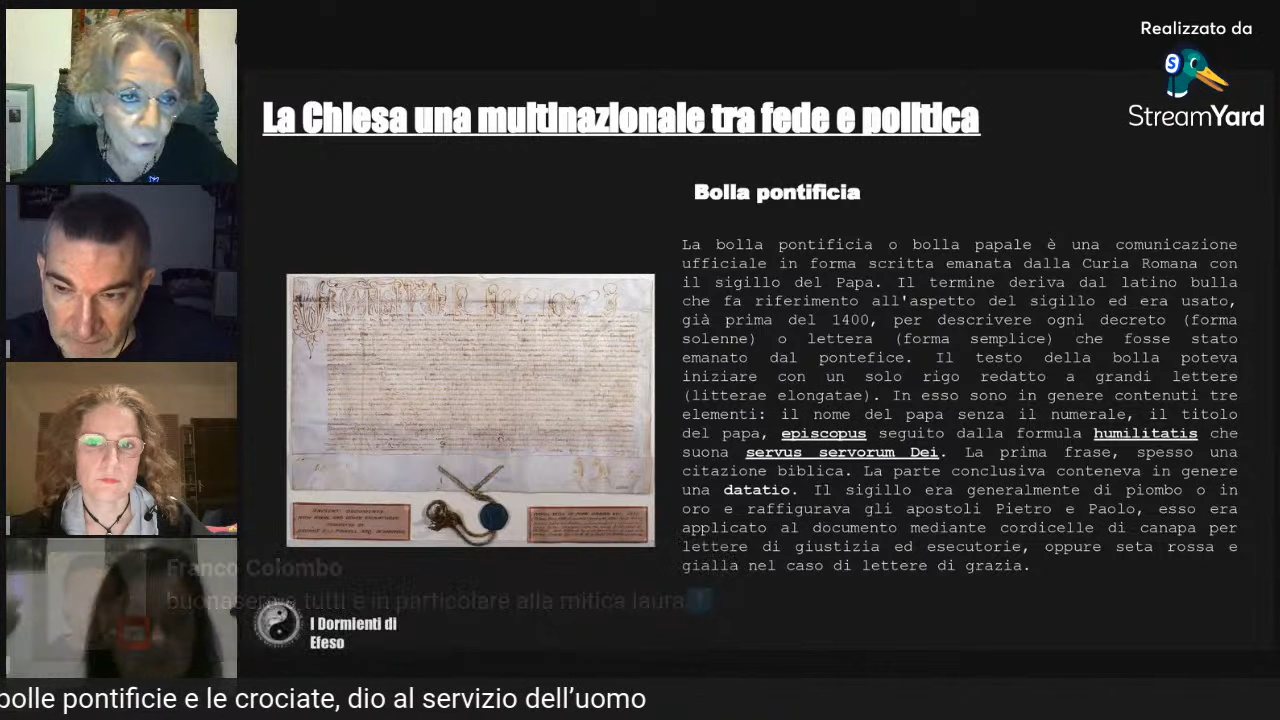 Realizzato da
S
StreamYard
La Chiesa una multinazionale tra fede e politica
Bolla pontificia
La bolla pontificia o bolla papale è una comunicazione
ufficiale in forma scritta emanata dalla Curia Romana con
il sigillo del Papa. Il termine deriva dal latino bulla
che fa riferimento all'aspetto del sigillo ed era usato,
già prima del 1400, per descrivere ogni decreto (forma
solenne) o lettera (forma semplice) che fosse stato
emanato dal pontefice. Il testo della bolla poteva
iniziare con un solo rigo redatto a grandi lettere
(litterae elongatae). In esso sono in genere contenuti tre
elementi: il nome del papa senza il numerale, il titolo
del papa, episcopus seguito dalla formula humilitatis che
suona servus servorum Dei. La prima frase, spesso una
citazione biblica. La parte conclusiva conteneva in genere
una datatio. Il sigillo era generalmente di piombo o in
oro e raffigurava gli apostoli Pietro e Paolo, esso era
applicato al documento mediante cordicelle di canapa per
lettere di giustizia ed esecutorie, oppure seta rossa e
gialla nel caso di lettere di grazia.
Franco Colombo
buonasera a tutti e in particolare alla mitica laura
I Dormienti di
Efeso
bolle pontificie e le crociate, dio al servizio dell’uomo